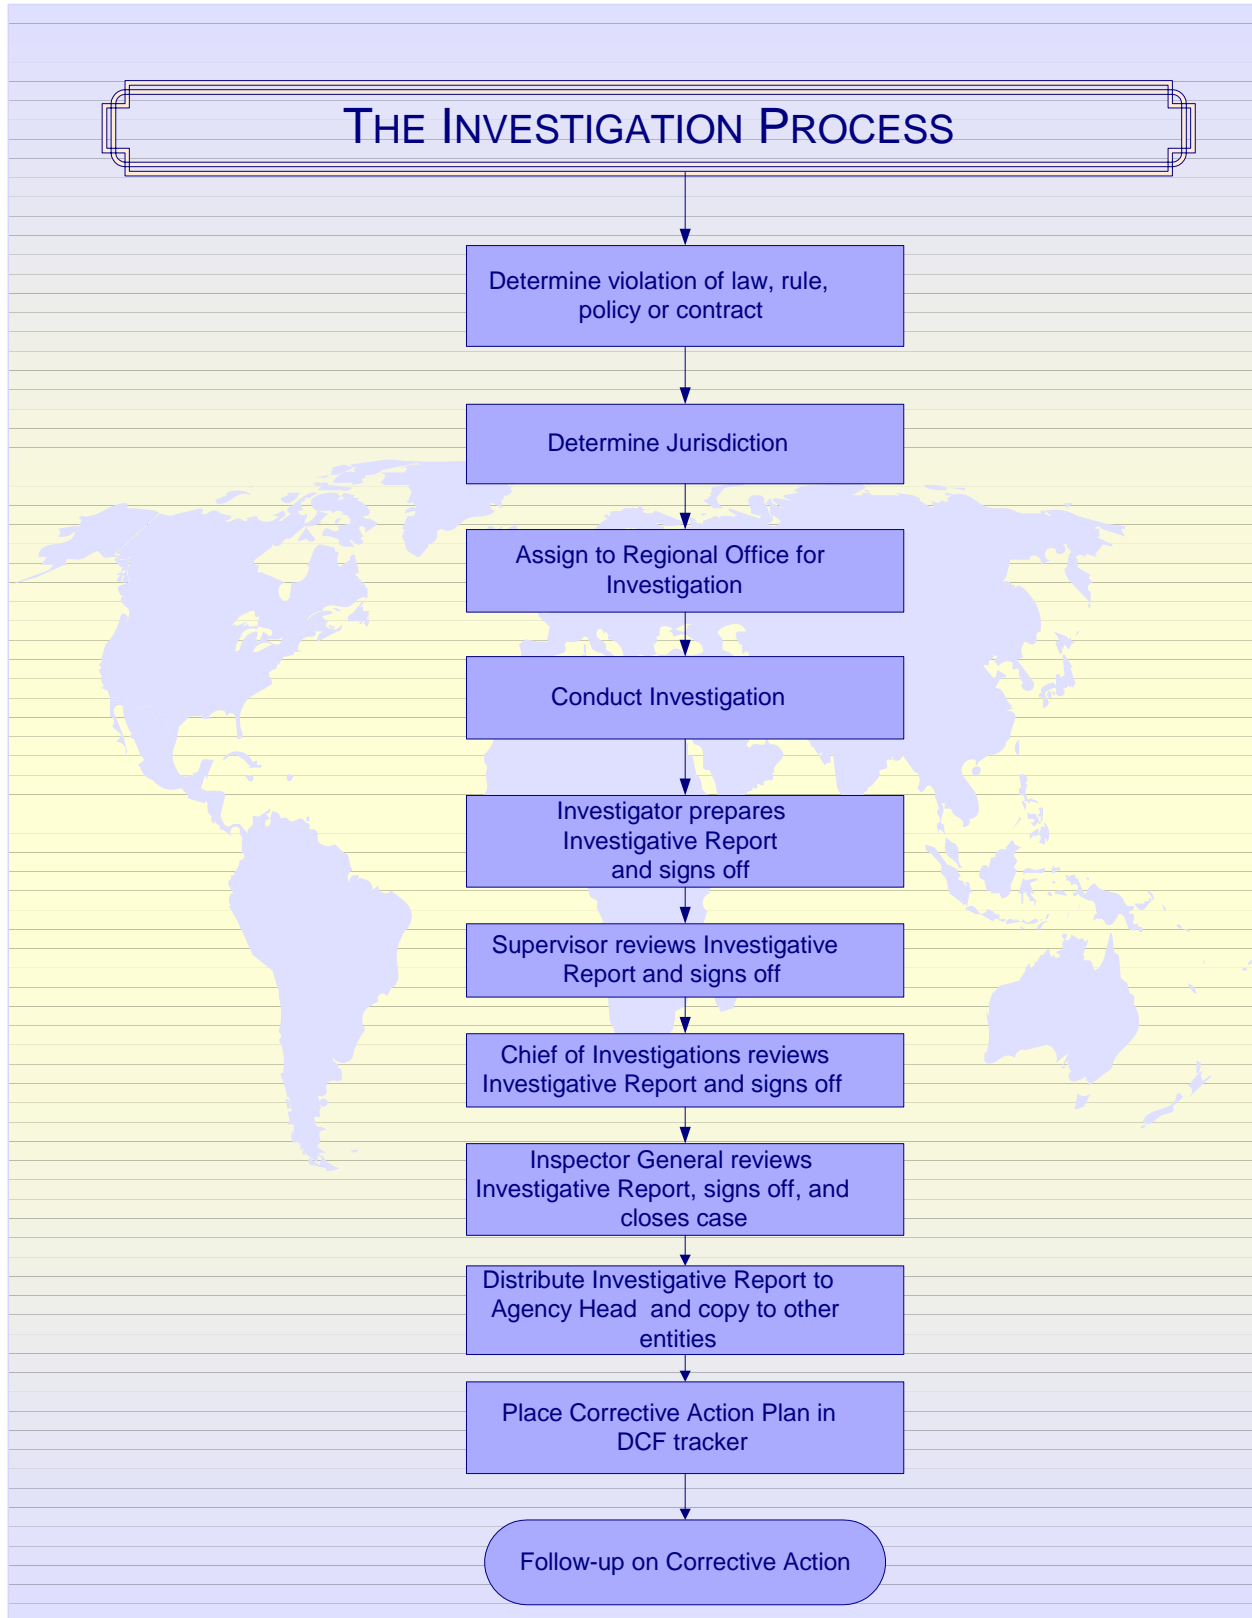 THE INVESTIGATION PROCESS
Determine violation of law, rule,
policy or contract
Determine Jurisdiction
Assign to Regional Office for
Investigation
Conduct Investigation
Investigator prepares
Investigative Report
and signs off
Supervisor reviews Investigative
Report and signs off
Chief of Investigations reviews
Investigative Report and signs off
Inspector General reviews
Investigative Report, signs off, and
closes case
Distribute Investigative Report to
Agency Head  and copy to other
entities
Place Corrective Action Plan in
DCF tracker
Follow-up on Corrective Action